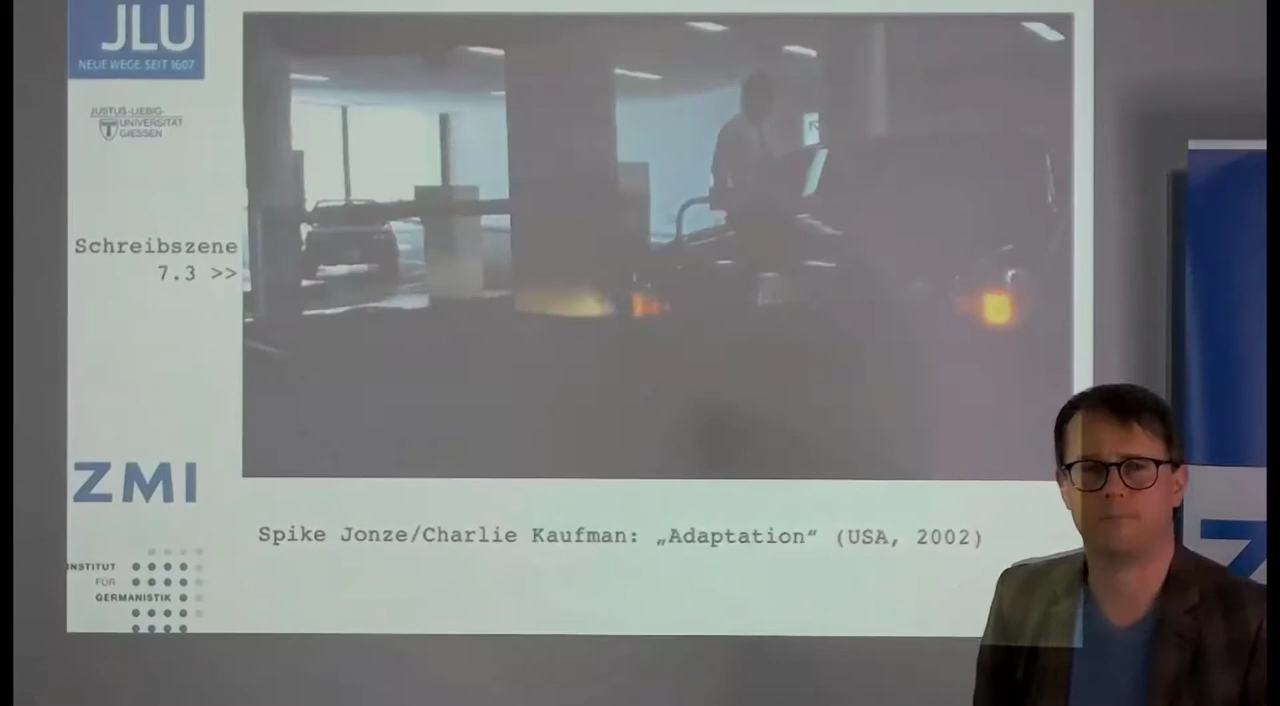 JLU
NEUE WEGE SEIT 1607
JUSTUS-LIEBIG-
UNIVERSITÄT
GIESSEN
Schreibszene
7.3 >>
ZMI
Spike Jonze/Charlie Kaufman: „Adaptation“ (USA, 2002)
INSTITUT
FÜR
GERMANISTIK
Z